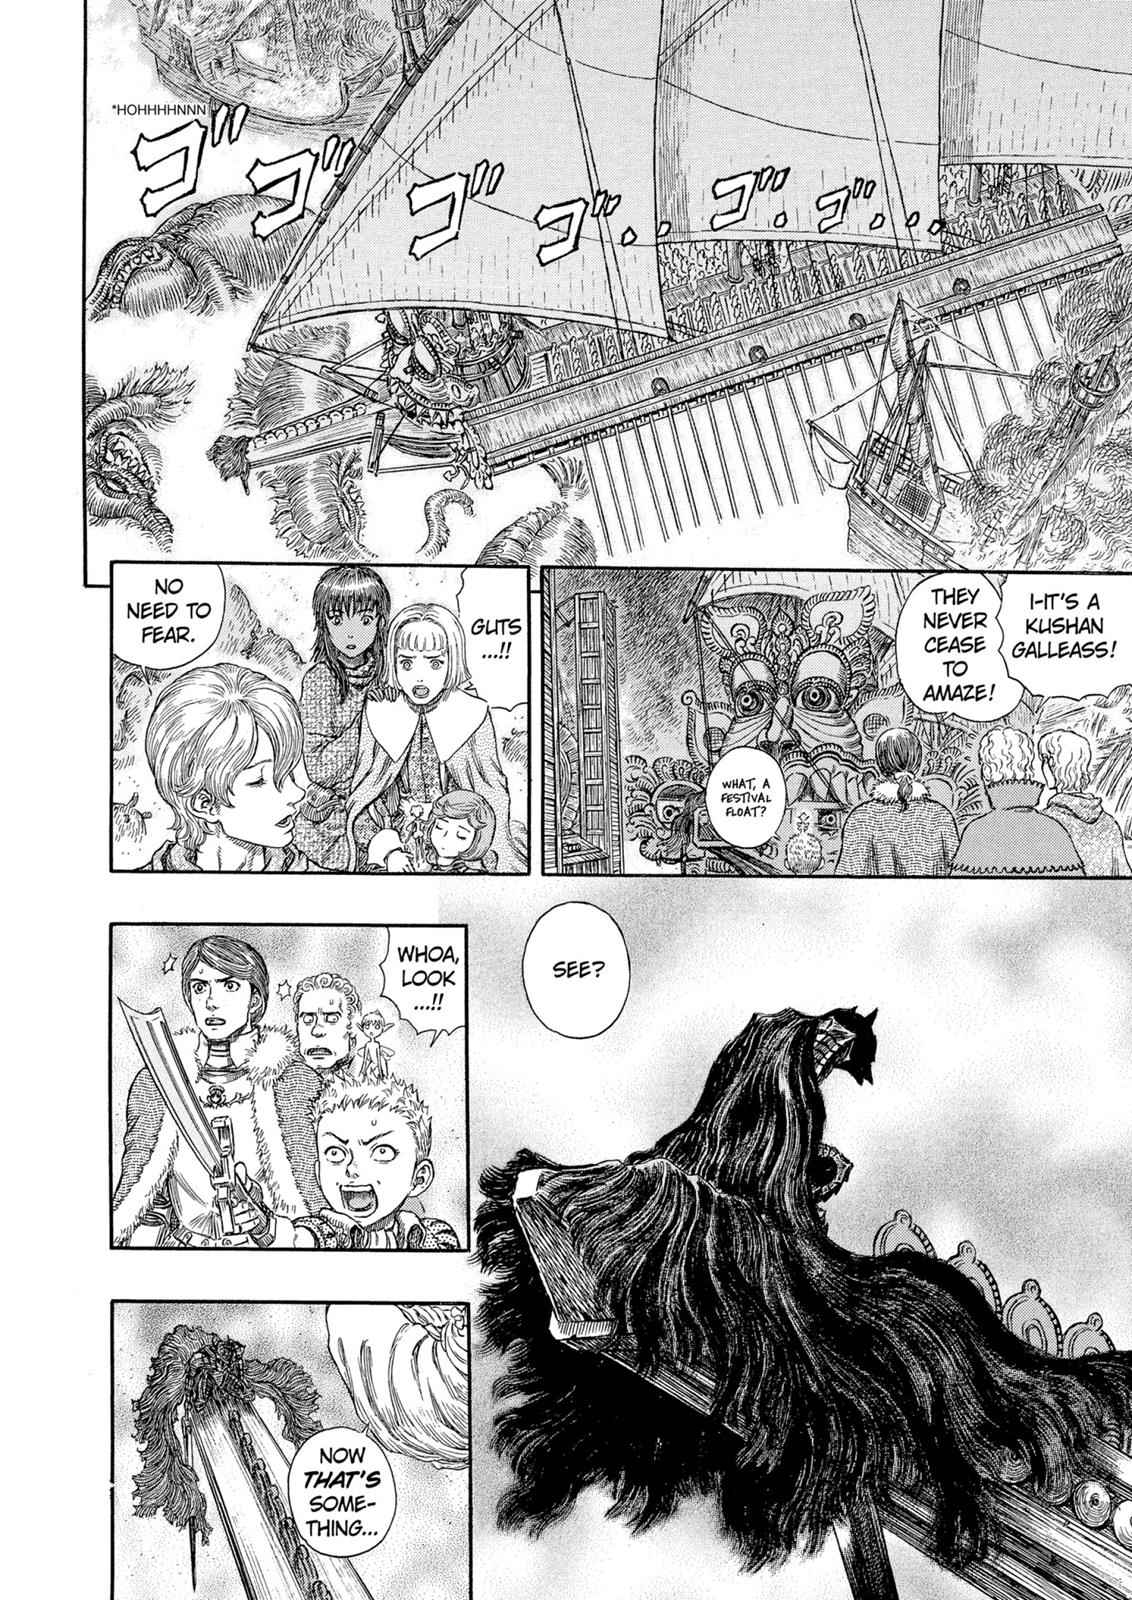 *HOHHHHNNN
ゴゴゴゴ..ゴ.ゴ...
I-IT'S A
KUSHAN
GALLEASS!
THEY
NEVER
CEASE
TO
AMAZE!
WHAT, A
FESTIVAL
FLOAT?
GUTS
...!!
NO
NEED TO
FEAR.
SEE?
WHOA,
LOOK
...!!
NOW
THAT'S
SOME-
THING...